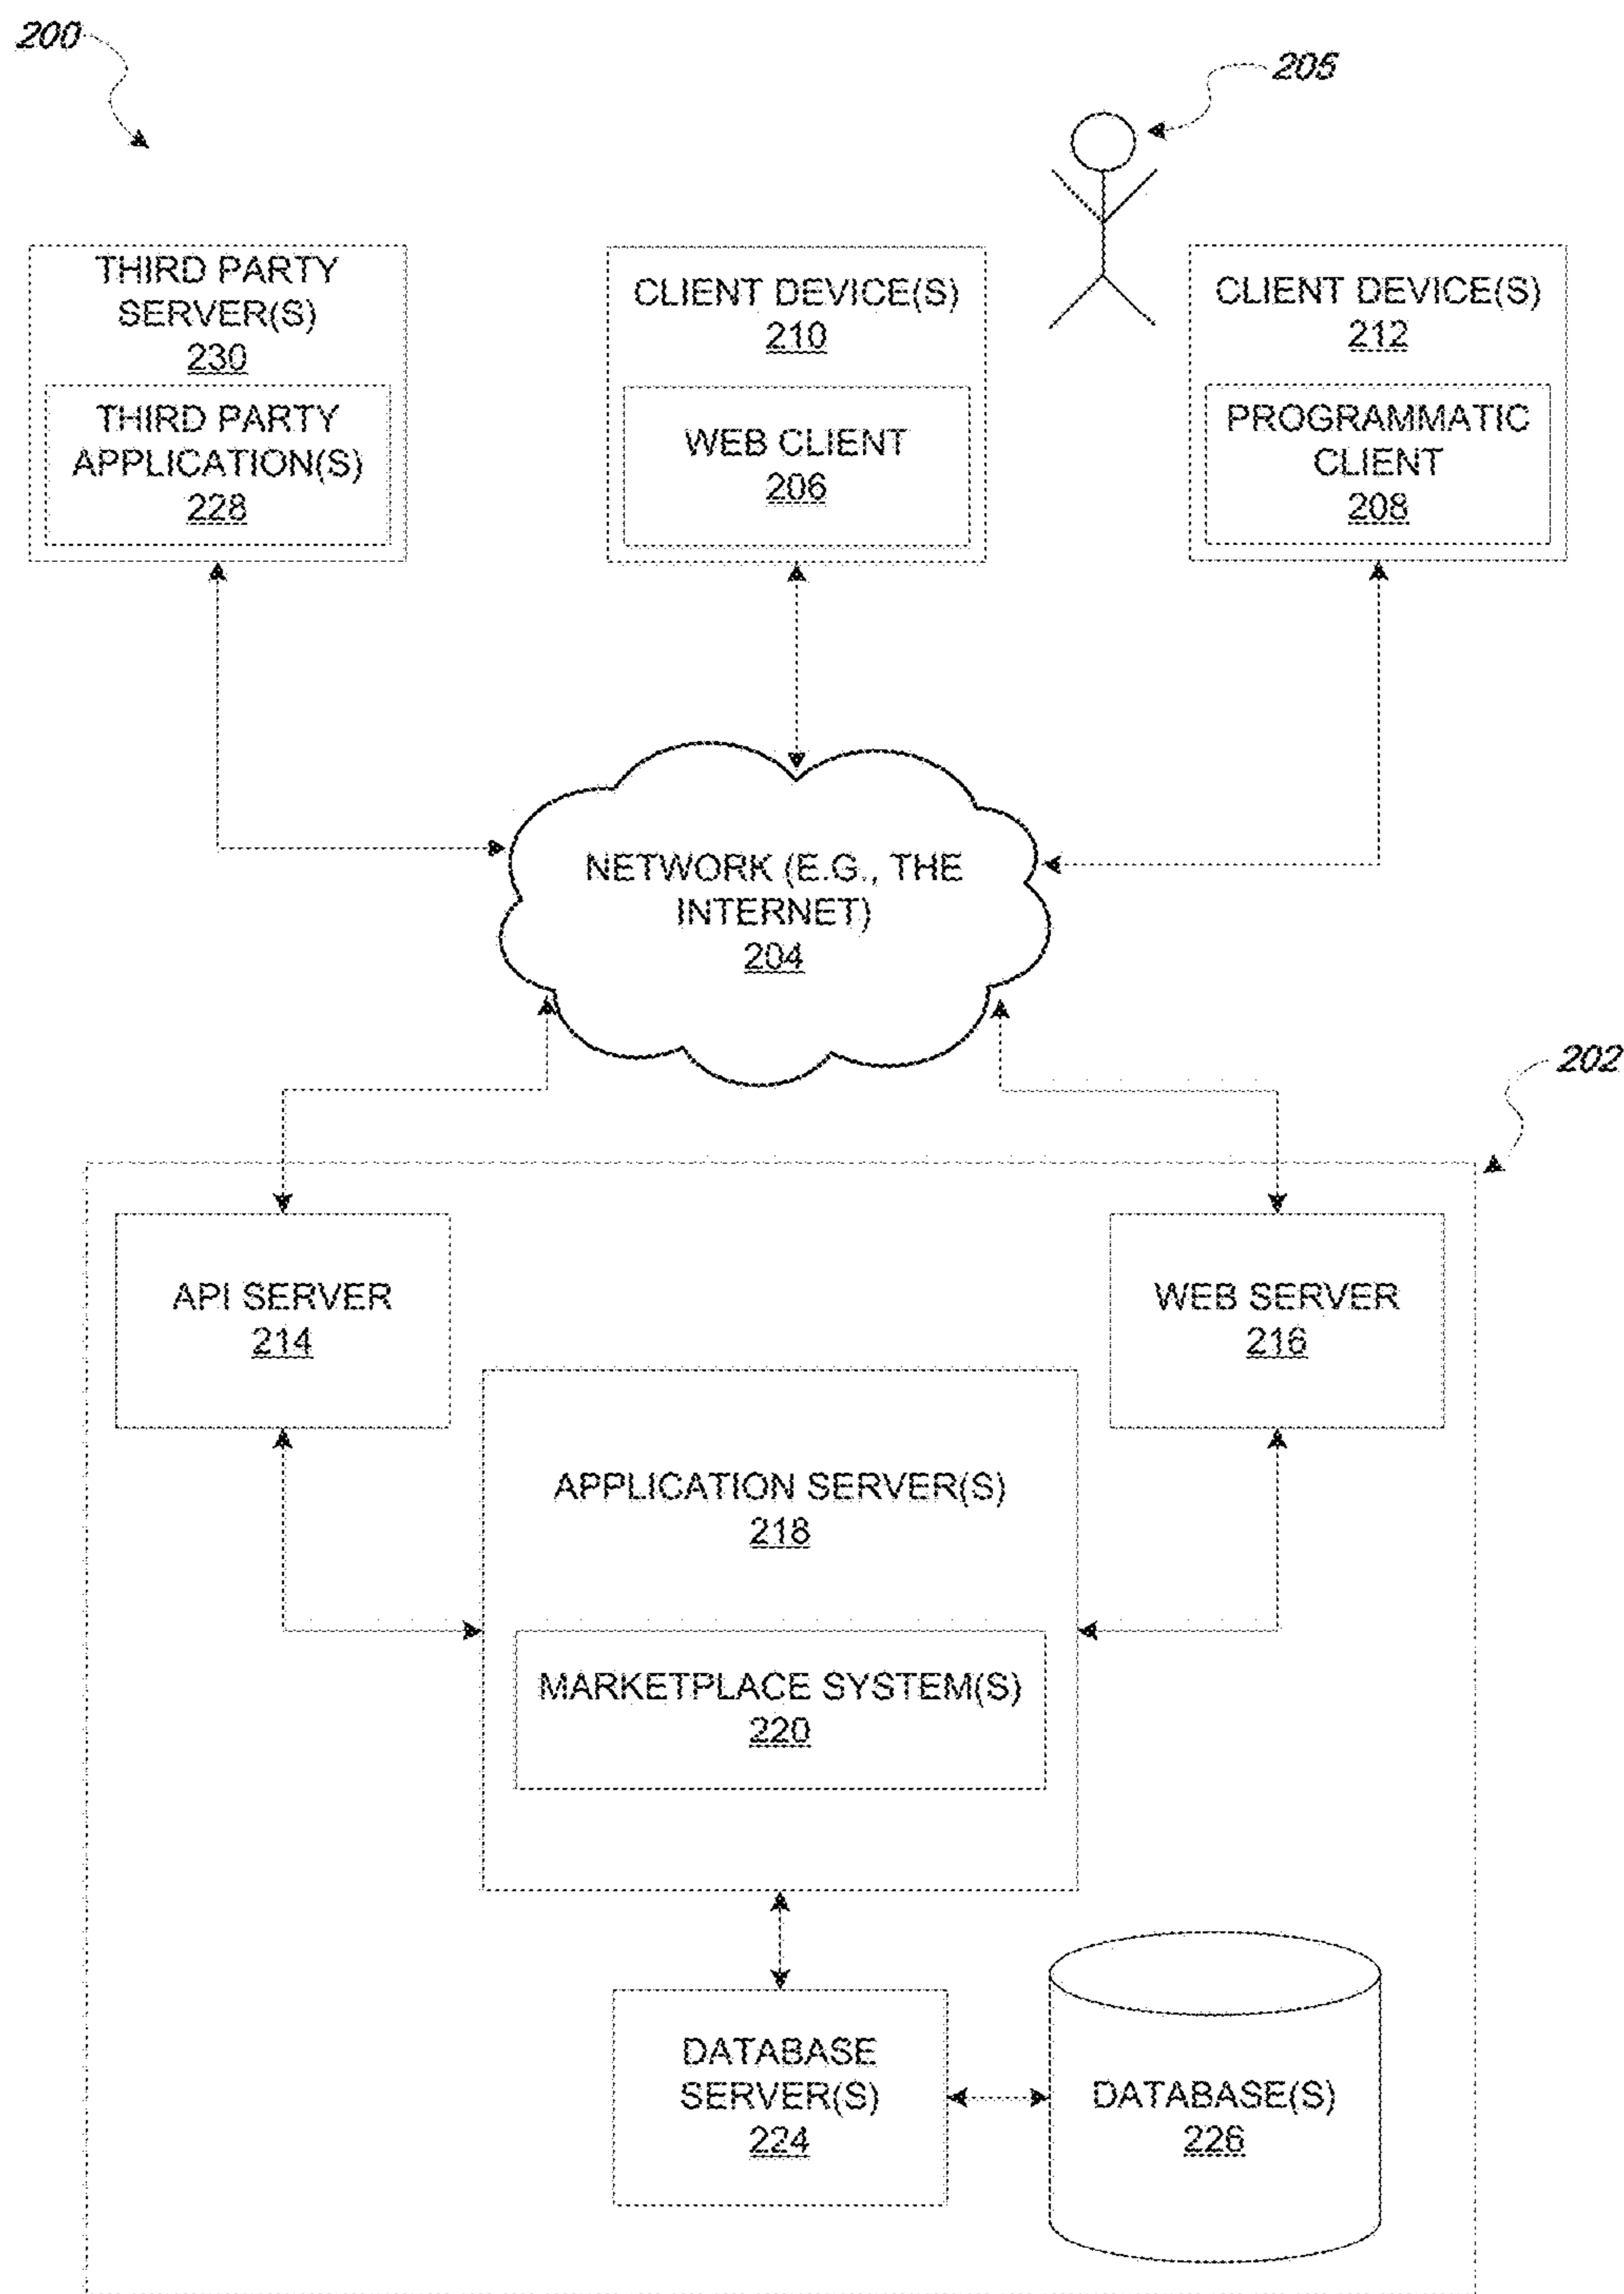 200
205
THIRD PARTY
SERVER(S)
230
THIRD PARTY
APPLICATION(S)
228
CLIENT DEVICE(S)
210
WEB CLIENT
206
CLIENT DEVICE(S)
212
PROGRAMMATIC
CLIENT
208
NETWORK (E.G., THE
INTERNET)
204
202
API SERVER
214
WEB SERVER
216
APPLICATION SERVER(S)
218
MARKETPLACE SYSTEM(S)
220
DATABASE
SERVER(S)
224
DATABASE(S)
226